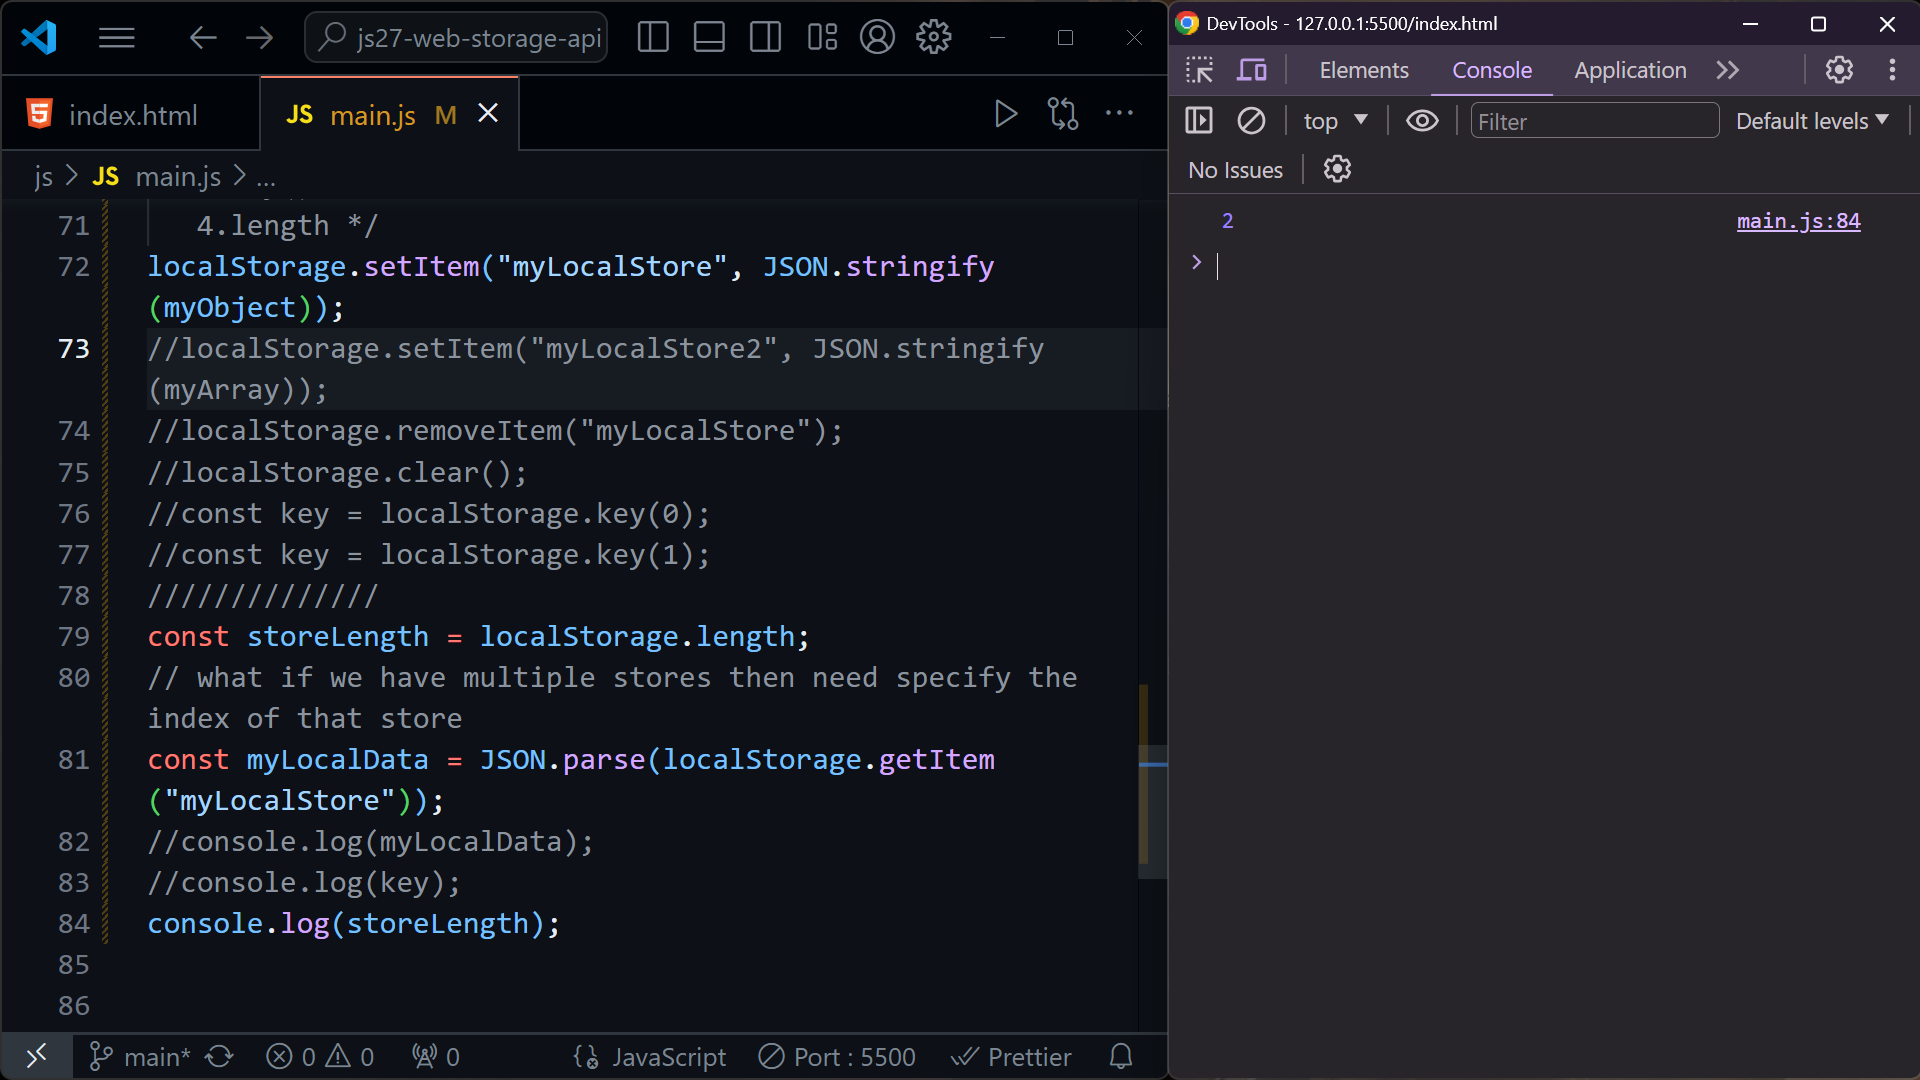 js27-web-storage-api
index.html
JS main.js M
js > JS main.js > ...
71 4.length */
72 localStorage.setItem("myLocalStore", JSON.stringify
(myObject));
73 //localStorage.setItem("myLocalStore2", JSON.stringify
(myArray));
74 //localStorage.removeItem("myLocalStore");
75 //localStorage.clear();
76 //const key = localStorage.key(0);
77 //const key = localStorage.key(1);
78 //////////////
79 const storeLength = localStorage.length;
80 // what if we have multiple stores then need specify the
index of that store
81 const myLocalData = JSON.parse(localStorage.getItem
("myLocalStore"));
82 //console.log(myLocalData);
83 //console.log(key);
84 console.log(storeLength);
85
86
main* 0 0 0 JavaScript Port : 5500 Prettier
DevTools - 127.0.0.1:5500/index.html
Elements Console Application
top Filter Default levels
No Issues
2 main.js:84